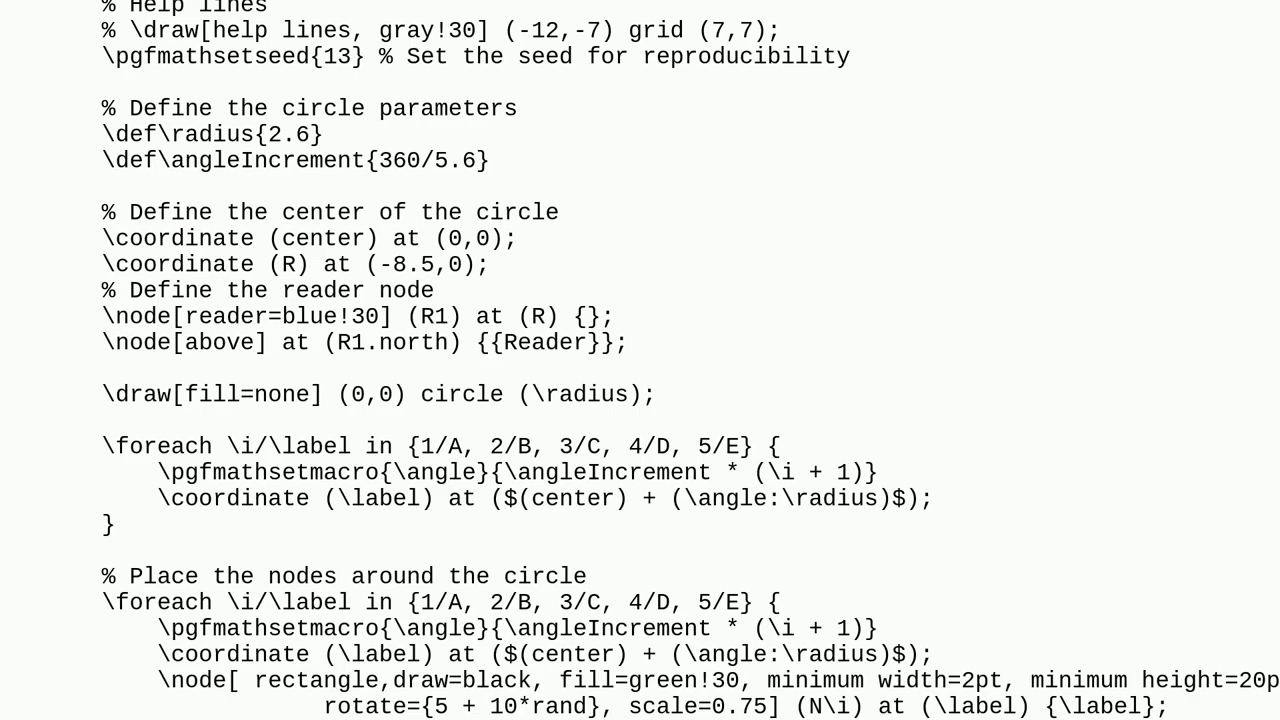 % Help lines
% \draw[help lines, gray!30] (-12,-7) grid (7,7);
\pgfmathsetseed{13} % Set the seed for reproducibility
% Define the circle parameters
\def\radius{2.6}
\def\angleIncrement{360/5.6}
% Define the center of the circle
\coordinate (center) at (0,0);
\coordinate (R) at (-8.5,0);
% Define the reader node
\node[reader=blue!30] (R1) at (R) {};
\node[above] at (R1.north) {{Reader}};
\draw[fill=none] (0,0) circle (\radius);
\foreach \i/\label in {1/A, 2/B, 3/C, 4/D, 5/E} {
\pgfmathsetmacro{\angle}{\angleIncrement * (\i + 1)}
\coordinate (\label) at ($(center) + (\angle:\radius)$);
}
% Place the nodes around the circle
\foreach \i/\label in {1/A, 2/B, 3/C, 4/D, 5/E} {
\pgfmathsetmacro{\angle}{\angleIncrement * (\i + 1)}
\coordinate (\label) at ($(center) + (\angle:\radius)$);
\node[ rectangle,draw=black, fill=green!30, minimum width=2pt, minimum height=20p
rotate={5 + 10*rand}, scale=0.75] (N\i) at (\label) {\label};